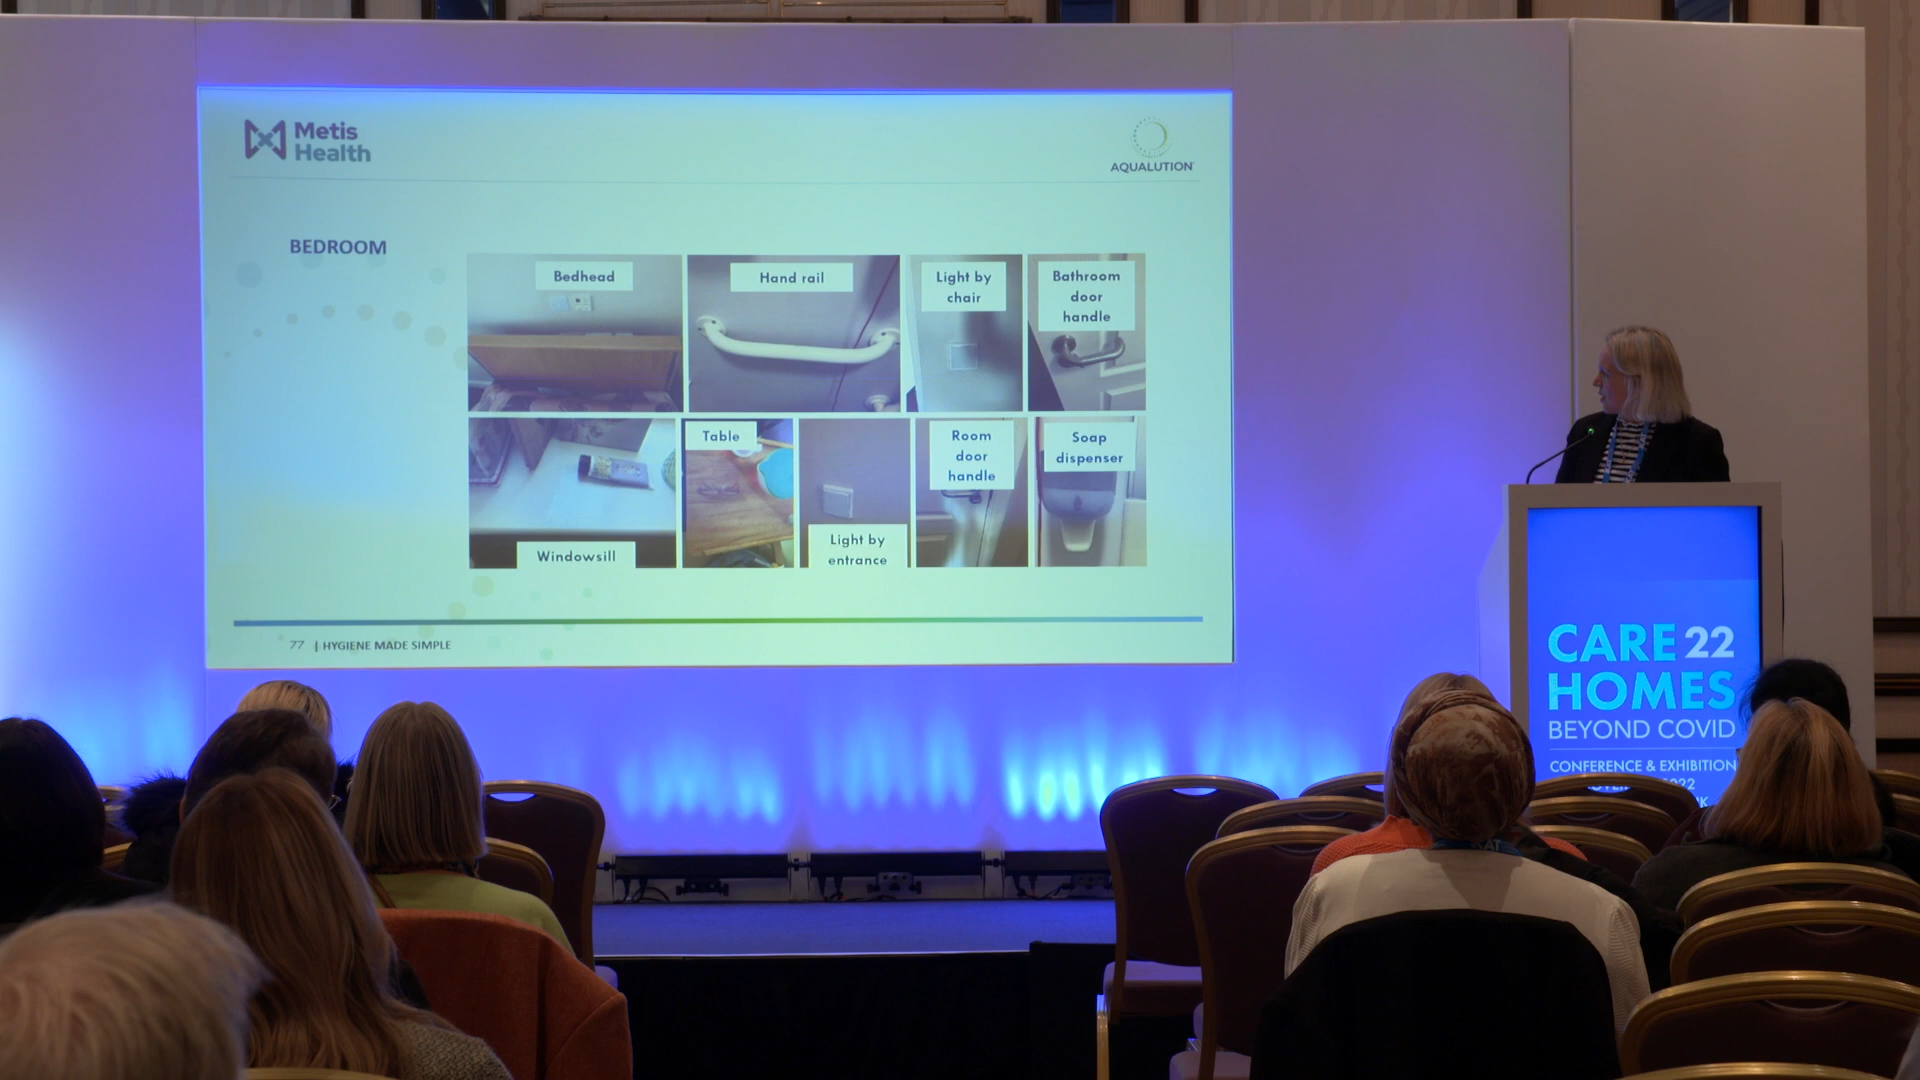 Metis
Health
AQUALUTION
BEDROOM
Bedhead
Hand rail
Light by
chair
Bathroom
door
handle
Windowsill
Table
Light by
entrance
Room
door
handle
Soap
dispenser
77 | HYGIENE MADE SIMPLE
CARE 22
HOMES
BEYOND COVID
CONFERENCE & EXHIBITION